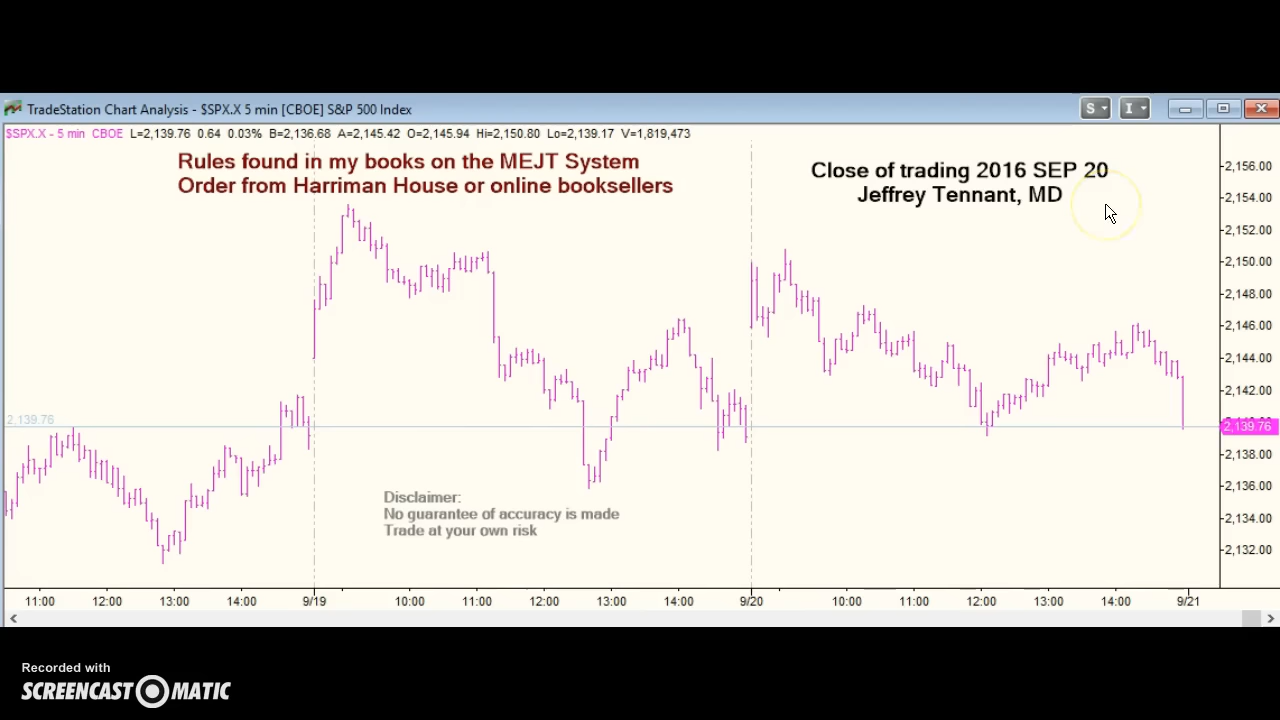 TradeStation Chart Analysis - $SPX.X 5 min [CBOE] S&P 500 Index
S I
$SPX.X - 5 min CBOE L=2,139.76 0.64 0.03% B=2,136.68 A=2,145.42 O=2,145.94 Hi=2,150.80 Lo=2,139.17 V=1,819,473
Rules found in my books on the MEJT System
Order from Harriman House or online booksellers
Close of trading 2016 SEP 20
Jeffrey Tennant, MD
2,156.00
2,154.00
2,152.00
2,150.00
2,148.00
2,146.00
2,144.00
2,142.00
2,139.76
2,139.76
2,138.00
2,136.00
2,134.00
2,132.00
Disclaimer:
No guarantee of accuracy is made
Trade at your own risk
11:00 12:00 13:00 14:00 9/19 10:00 11:00 12:00 13:00 14:00 9/20 10:00 11:00 12:00 13:00 14:00 9/21
Recorded with
SCREENCAST MATIC